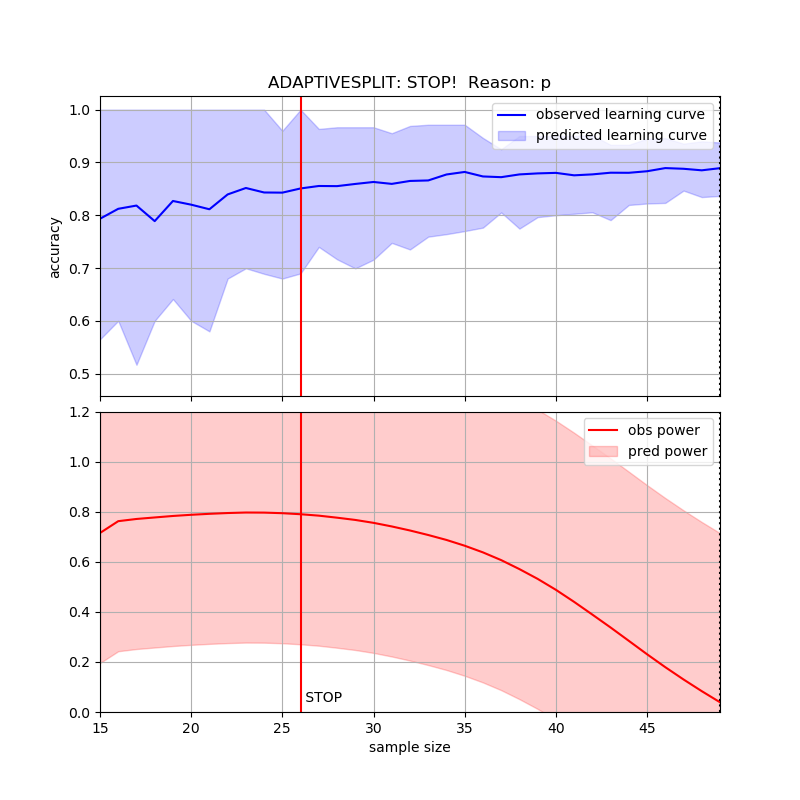 ADAPTIVESPLIT: STOP!  Reason: p
1.0
0.9
0.8
0.7
0.6
0.5
accuracy
observed learning curve
predicted learning curve
1.2
1.0
0.8
0.6
0.4
0.2
0.0
obs power
pred power
STOP
15 20 25 30 35 40 45
sample size